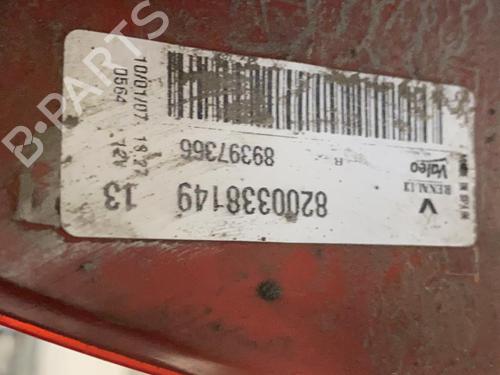 V
RENAULT
Valeo
R
89397366
8200338149
13
10/01/07 18:27
0564 12V
B-PARTS